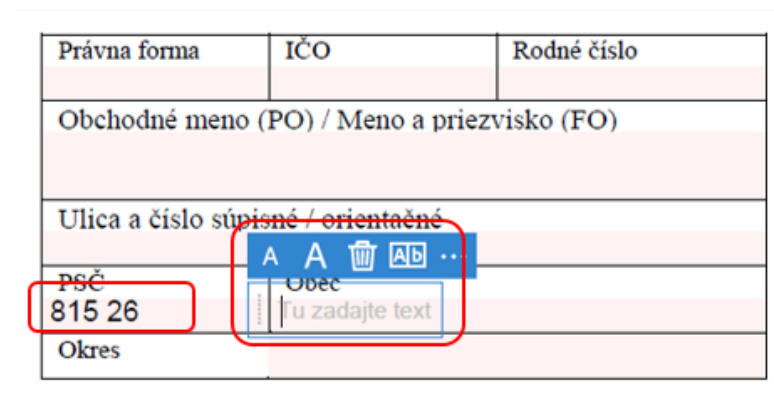 Právna forma IČO Rodné číslo
Obchodné meno (PO) / Meno a priezvisko (FO)
Ulica a číslo súpisné / orientačné
A A Ab ...
PSČ Obec
815 26 Tu zadajte text
Okres